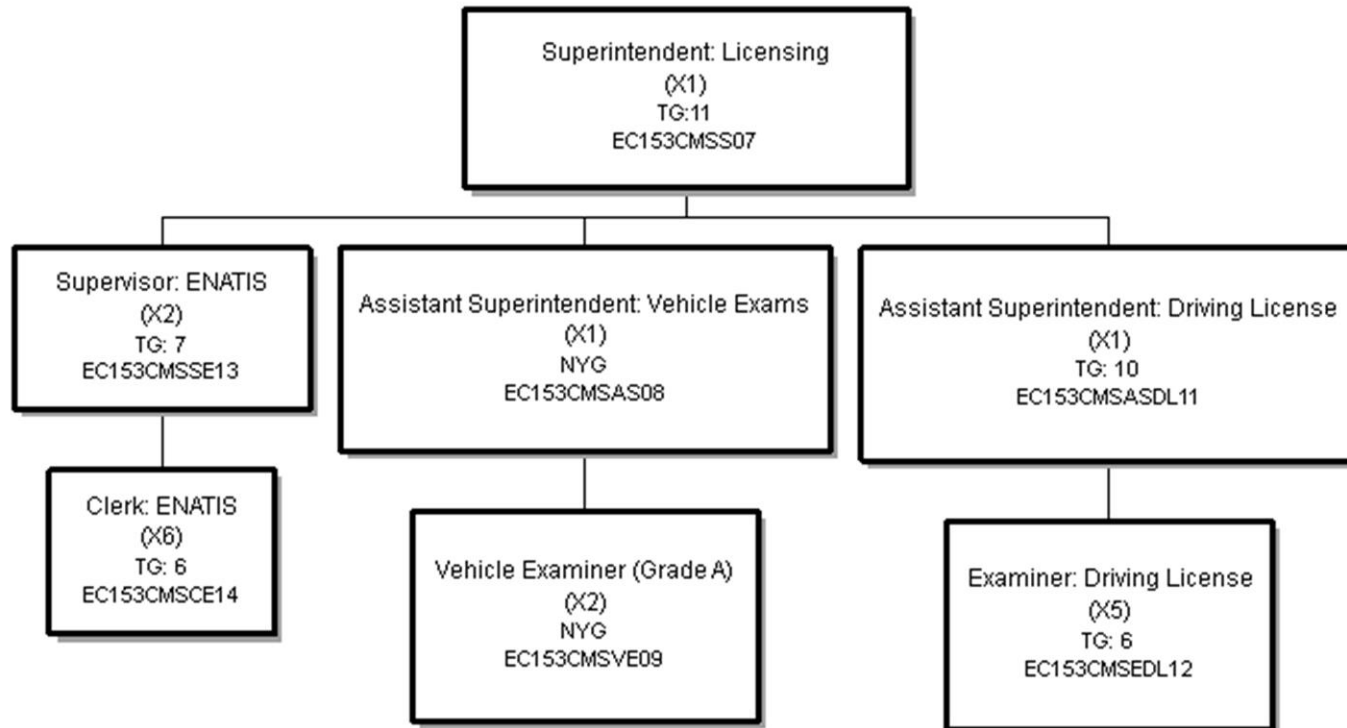 Superintendent: Licensing
(X1)
TG:11
EC153CMSS07
Supervisor: ENATIS
(X2)
TG: 7
EC153CMSSE13
Assistant Superintendent: Vehicle Exams
(X1)
NYG
EC153CMSAS08
Assistant Superintendent: Driving License
(X1)
TG: 10
EC153CMSASDL11
Clerk: ENATIS
(X6)
TG: 6
EC153CMSCE14
Vehicle Examiner (Grade A)
(X2)
NYG
EC153CMSVE09
Examiner: Driving License
(X5)
TG: 6
EC153CMSEDL12